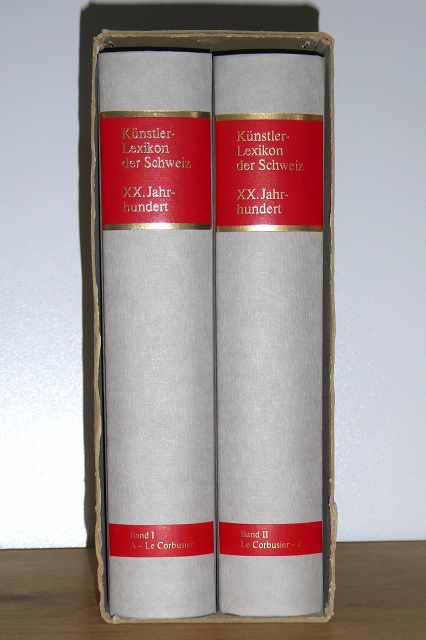 Künstler-
Lexikon
der Schweiz
XX. Jahr-
hundert
Band I
A – Le Corbusier
Künstler-
Lexikon
der Schweiz
XX. Jahr-
hundert
Band II
Le Corbusier - Z